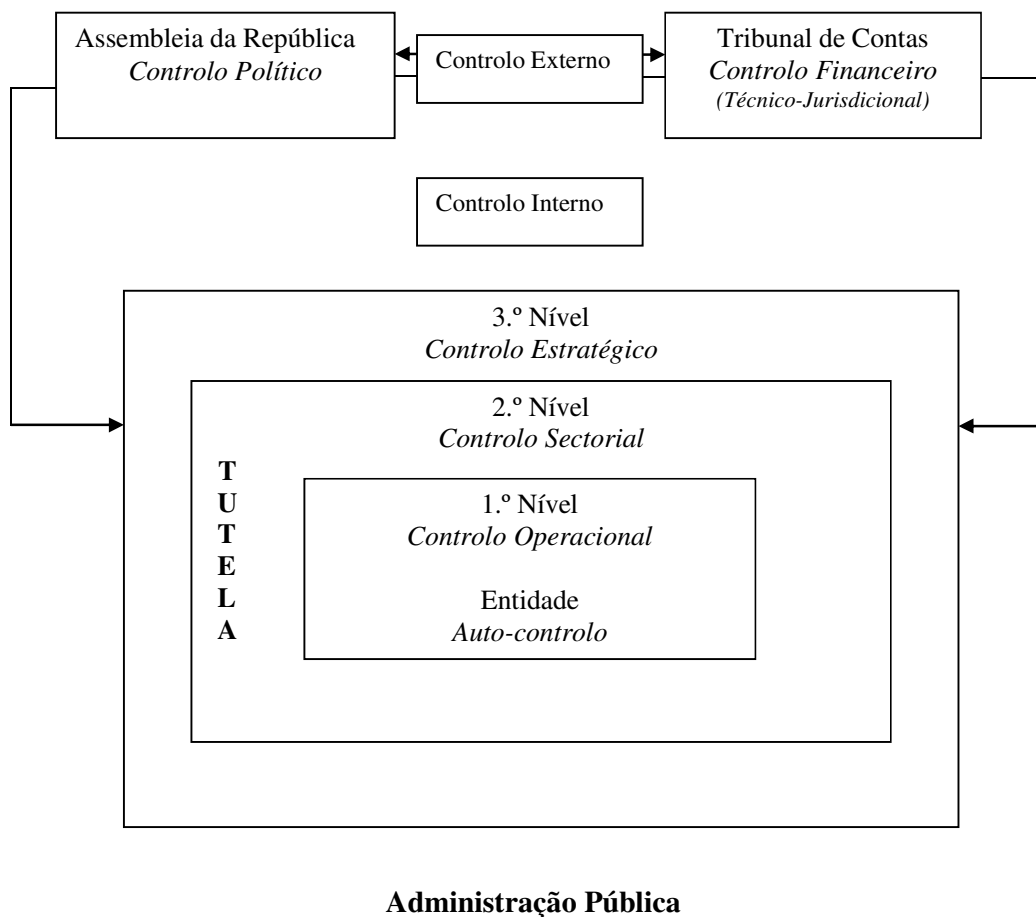 Assembleia da República
Controlo Político
Controlo Externo
Tribunal de Contas
Controlo Financeiro
(Técnico-Jurisdicional)
Controlo Interno
3.º Nível
Controlo Estratégico
2.º Nível
Controlo Sectorial
T
U
T
E
L
A
1.º Nível
Controlo Operacional
Entidade
Auto-controlo
Administração Pública